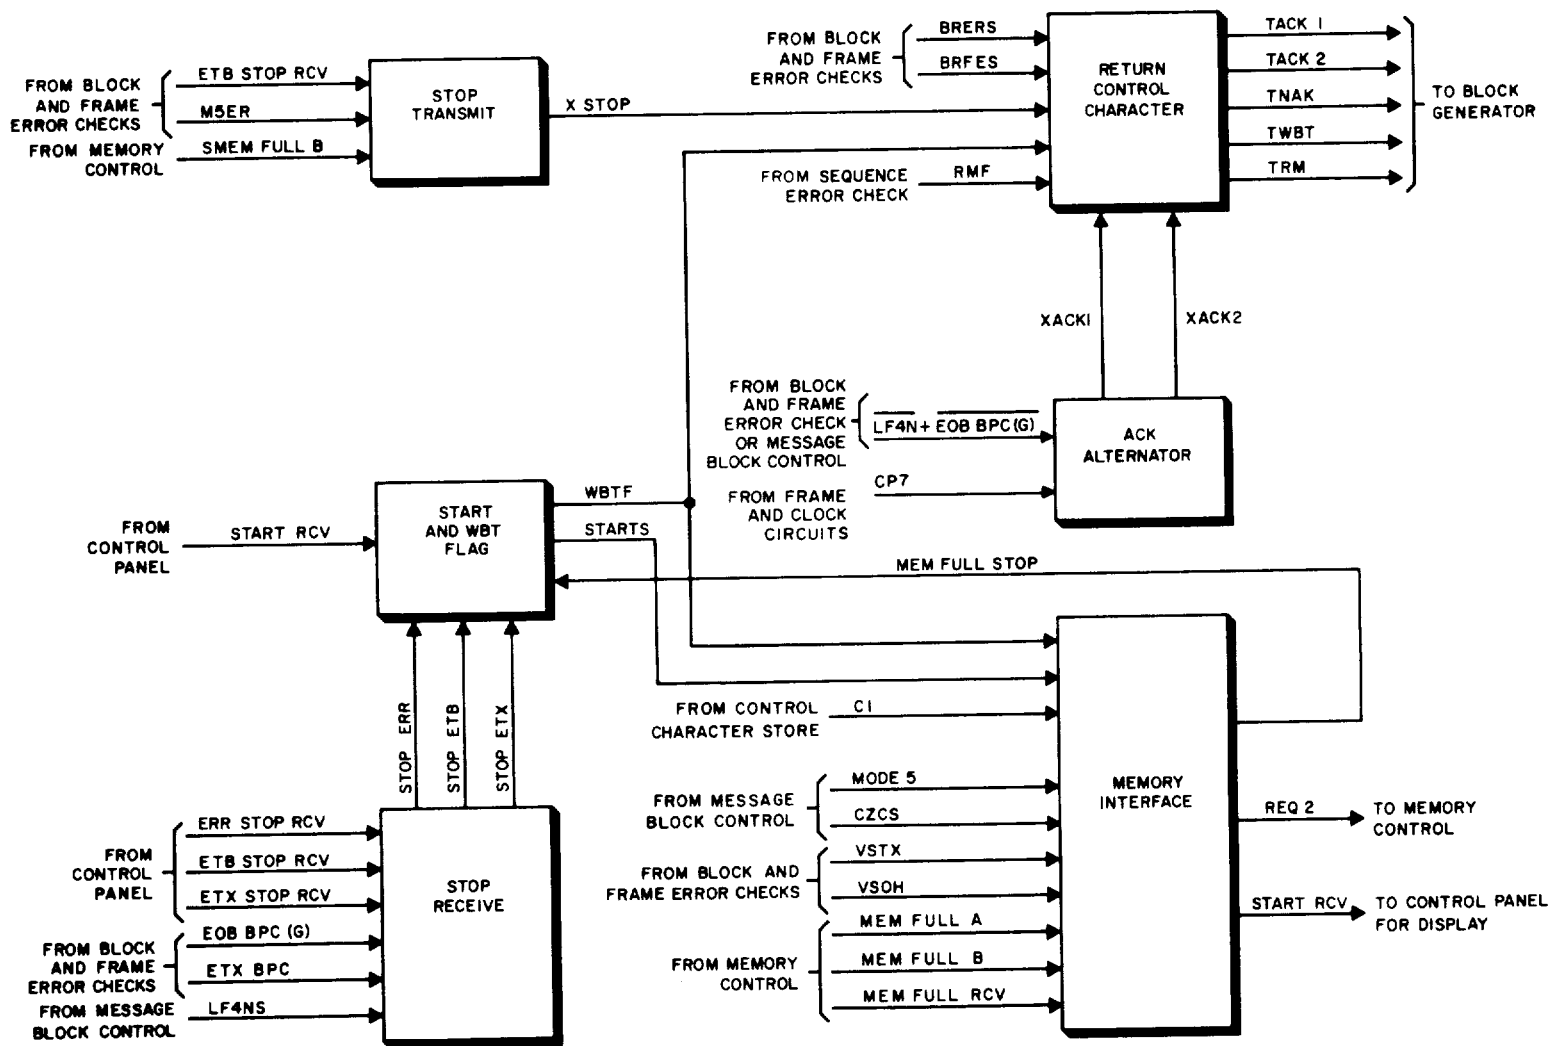 FROM BLOCK
AND FRAME
ERROR CHECKS
ETB STOP RCV
M5ER
FROM MEMORY
CONTROL
SMEM FULL B
STOP
TRANSMIT
X STOP
FROM BLOCK
AND FRAME
ERROR CHECKS
BRERS
BRFES
FROM SEQUENCE
ERROR CHECK
RMF
RETURN
CONTROL
CHARACTER
TACK 1
TACK 2
TNAK
TWBT
TRM
TO BLOCK
GENERATOR
XACK1
XACK2
FROM BLOCK
AND FRAME
ERROR CHECK
OR MESSAGE
BLOCK CONTROL
LF4N + EOB BPC (G)
CP7
FROM FRAME
AND CLOCK
CIRCUITS
ACK
ALTERNATOR
FROM
CONTROL
PANEL
START RCV
START
AND WBT
FLAG
WBTF
STARTS
MEM FULL STOP
STOP ERR
STOP ETB
STOP ETX
FROM
CONTROL
PANEL
ERR STOP RCV
ETB STOP RCV
ETX STOP RCV
FROM BLOCK
AND FRAME
ERROR CHECKS
EOB BPC (G)
ETX BPC
FROM MESSAGE
BLOCK CONTROL
LF4NS
STOP
RECEIVE
FROM CONTROL
CHARACTER STORE
C1
FROM MESSAGE
BLOCK CONTROL
MODE 5
CZCS
FROM BLOCK AND
FRAME ERROR CHECKS
VSTX
VSOH
FROM MEMORY
CONTROL
MEM FULL A
MEM FULL B
MEM FULL RCV
MEMORY
INTERFACE
REQ 2
TO MEMORY
CONTROL
START RCV
TO CONTROL PANEL
FOR DISPLAY